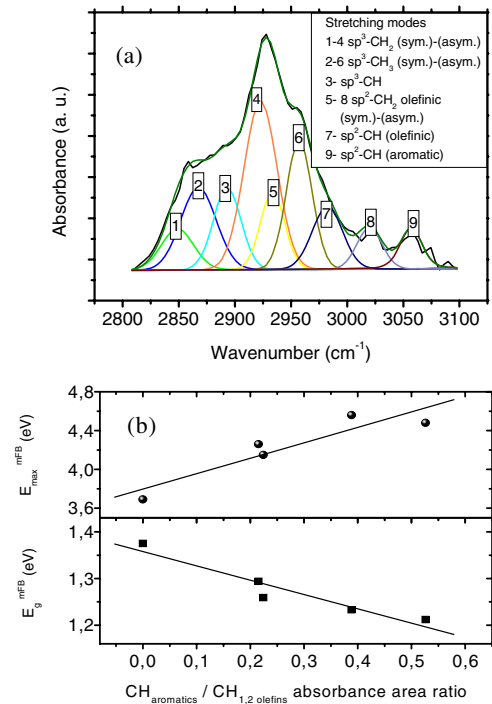 (a)
Stretching modes
1-4 sp³-CH₂ (sym.)-(asym.)
2-6 sp³-CH₃ (sym.)-(asym.)
3- sp³-CH
5- 8 sp²-CH₂ olefinic
(sym.)-(asym.)
7- sp²-CH (olefinic)
9- sp²-CH (aromatic)
Absorbance (a. u.)
1
2
3
4
5
6
7
8
9
2800 2850 2900 2950 3000 3050 3100
Wavenumber (cm⁻¹)
(b)
4,8
4,4
4,0
3,6
E_max^mFB (eV)
1,4
1,3
1,2
E_g^mFB (eV)
0,0 0,1 0,2 0,3 0,4 0,5 0,6
CH_aromatics / CH_1,2 olefins absorbance area ratio